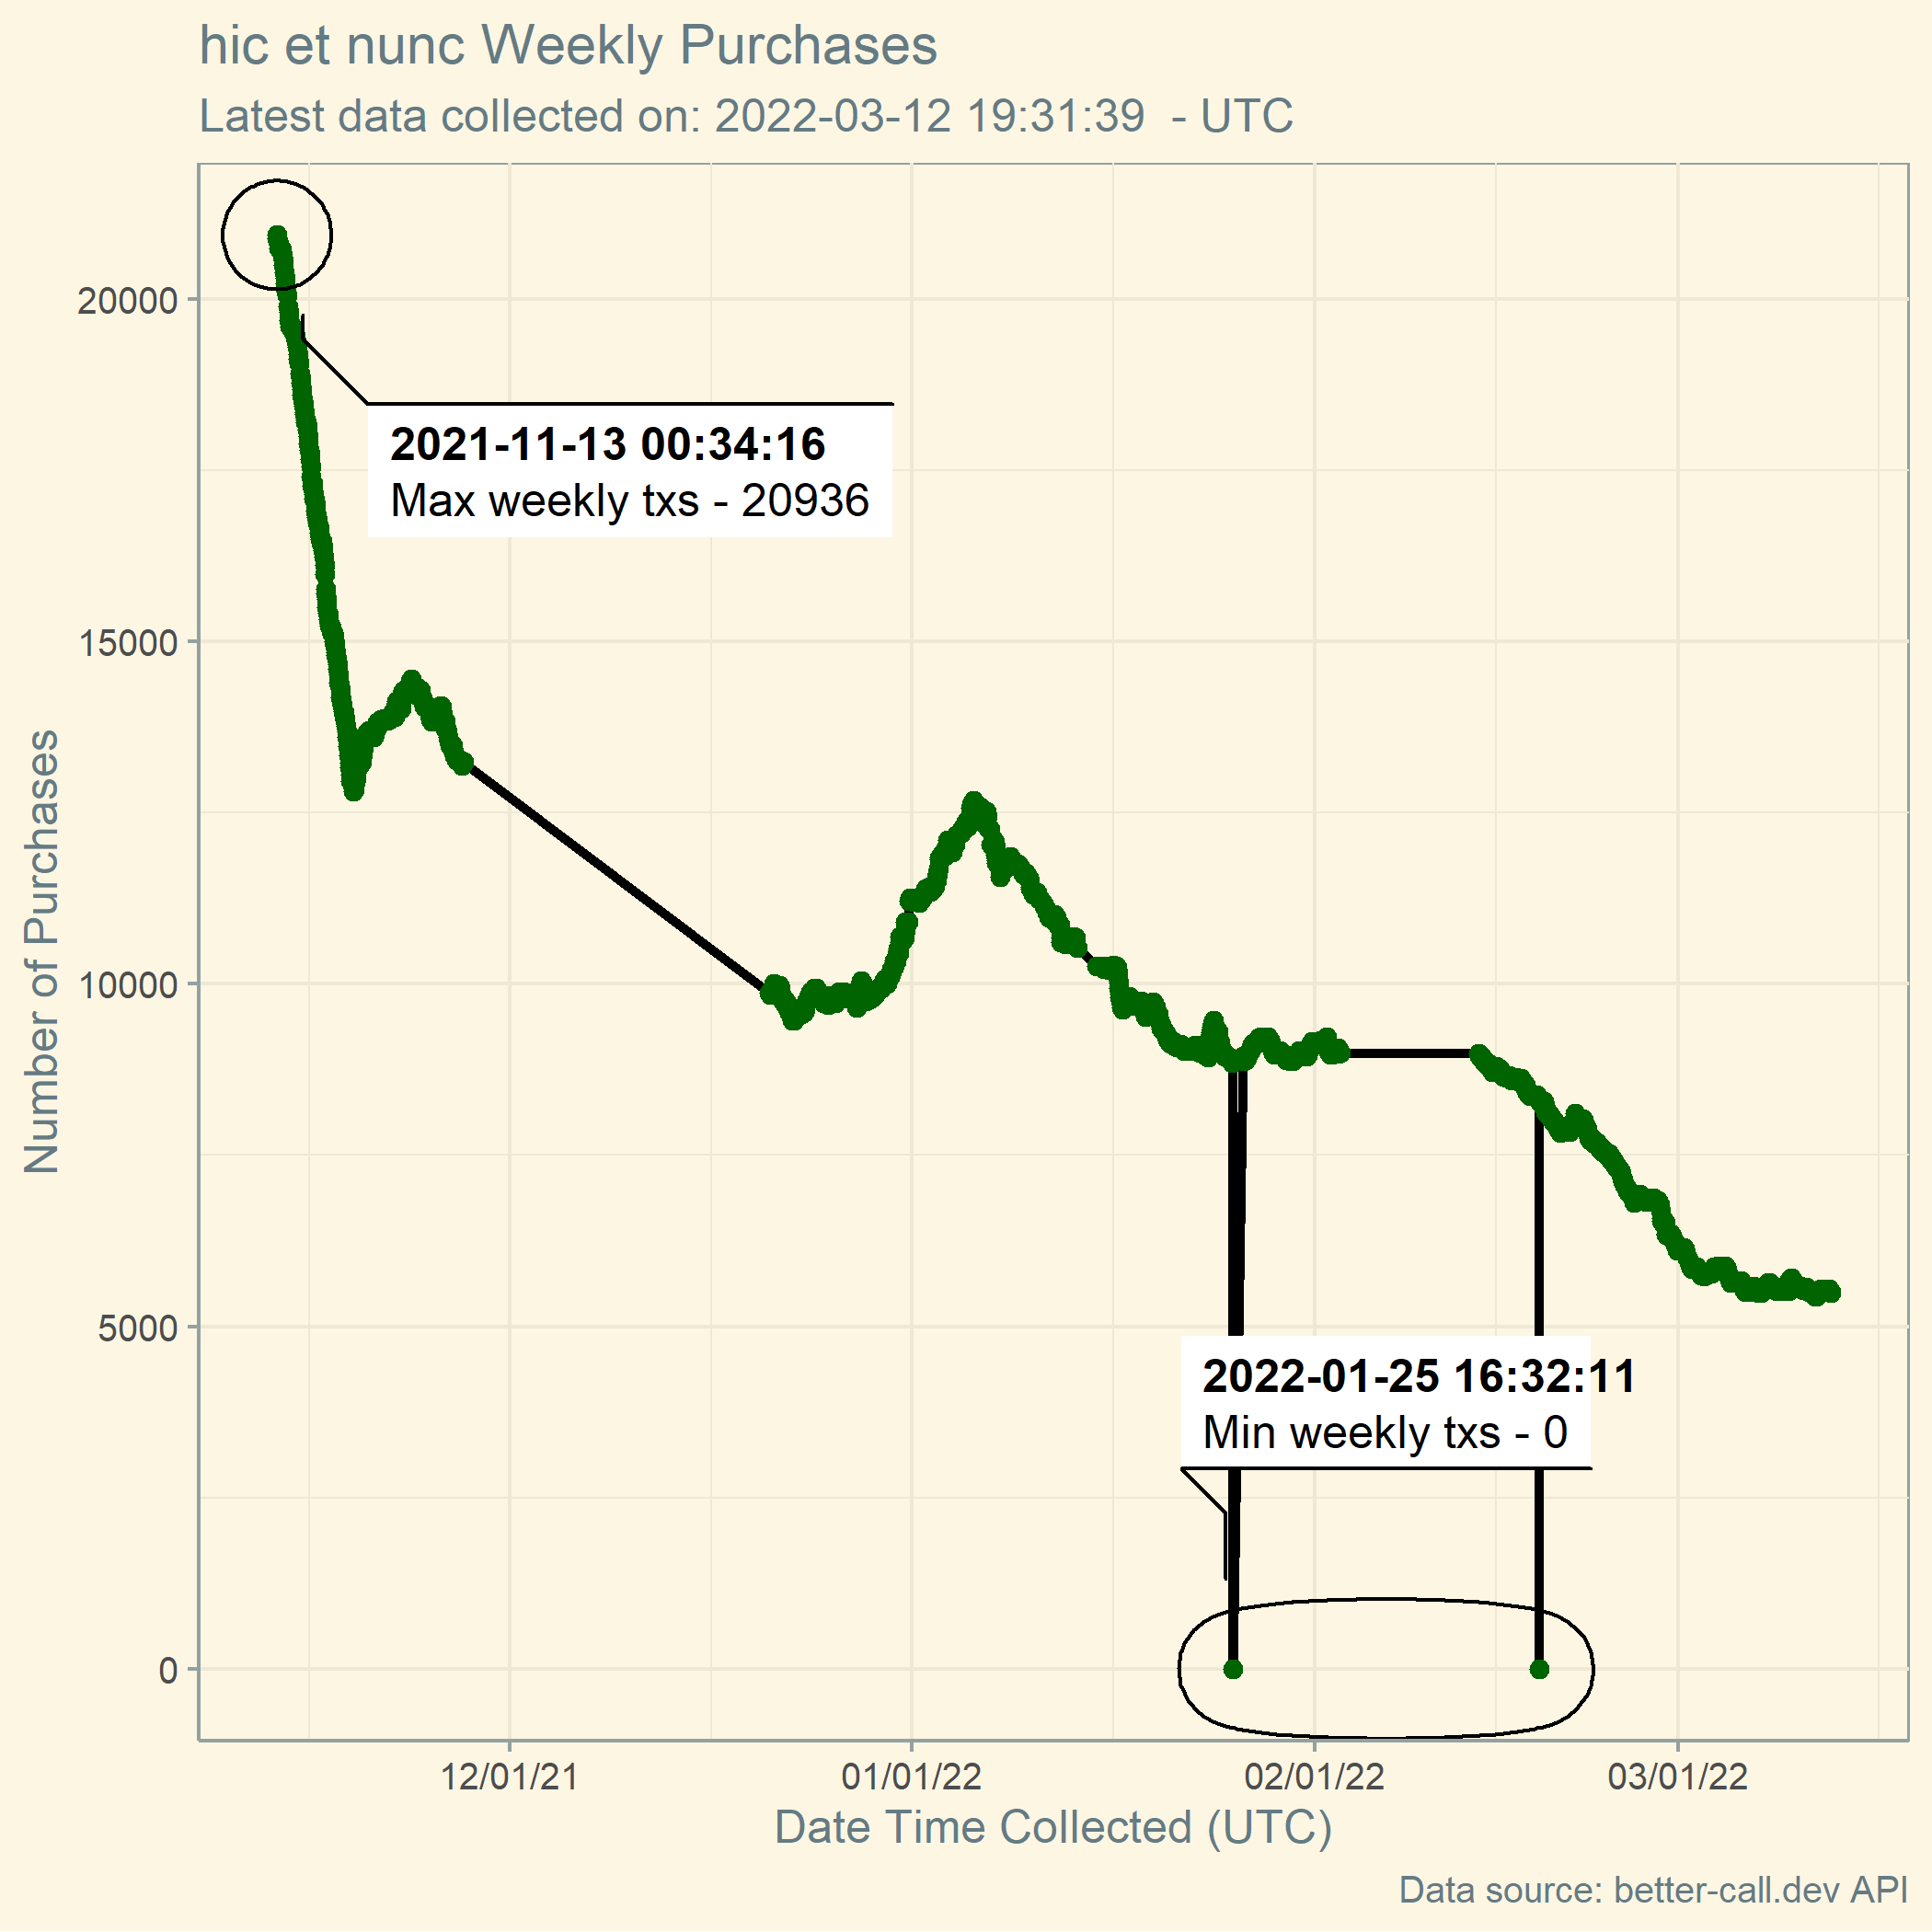 hic et nunc Weekly Purchases
Latest data collected on: 2022-03-12 19:31:39  - UTC
Number of Purchases
20000
15000
10000
5000
0
2021-11-13 00:34:16
Max weekly txs - 20936
2022-01-25 16:32:11
Min weekly txs - 0
12/01/21
01/01/22
02/01/22
03/01/22
Date Time Collected (UTC)
Data source: better-call.dev API